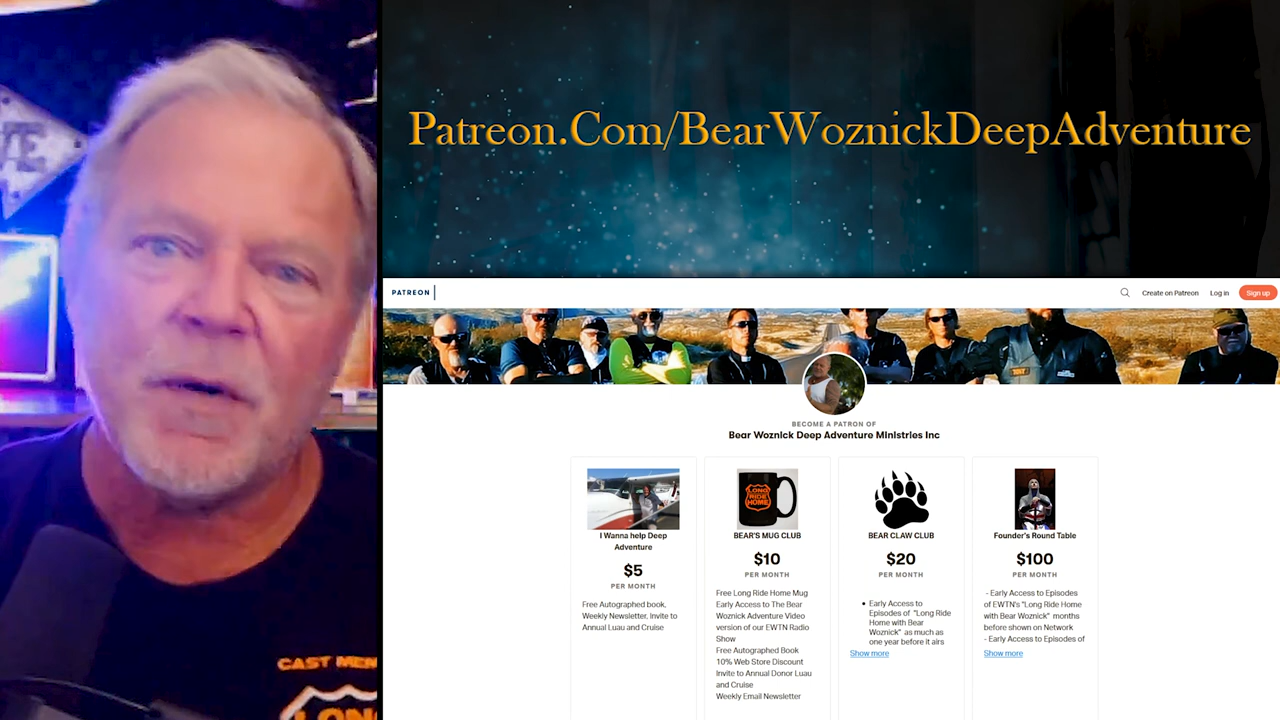 Patreon.Com/BearWoznickDeepAdventure
PATREON
Create on Patreon
Log in
Sign up
BECOME A PATRON OF
Bear Woznick Deep Adventure Ministries Inc
I Wanna help Deep
Adventure
$5
PER MONTH
Free Autographed book,
Weekly Newsletter, Invite to
Annual Luau and Cruise
LONG
RIDE
HOME
BEAR'S MUG CLUB
$10
PER MONTH
Free Long Ride Home Mug
Early Access to The Bear
Woznick Adventure Video
version of our EWTN Radio
Show
Free Autographed Book
10% Web Store Discount
Invite to Annual Donor Luau
and Cruise
Weekly Email Newsletter
BEAR CLAW CLUB
$20
PER MONTH
• Early Access to
Episodes of "Long Ride
Home with Bear
Woznick" as much as
one year before it airs
Show more
Founder's Round Table
$100
PER MONTH
- Early Access to Episodes
of EWTN's "Long Ride Home
with Bear Woznick" months
before shown on Network
- Early Access to Episodes of
Show more
CAST MEM
LONG